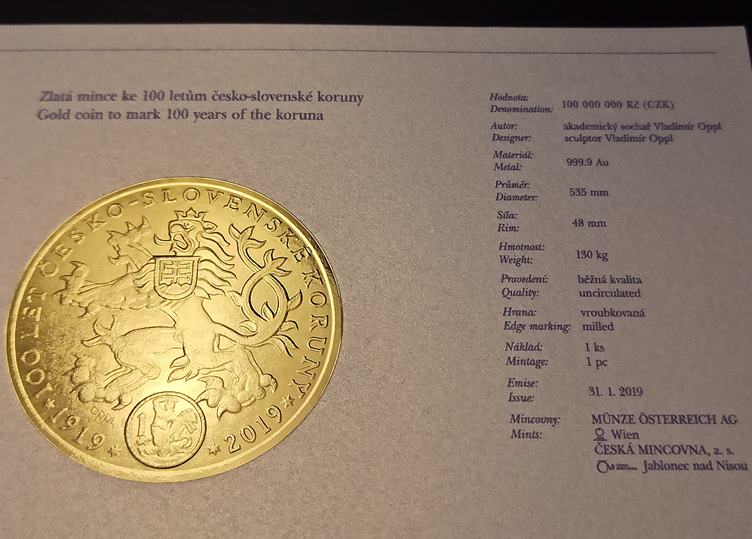 Zlatá mince ke 100 letům česko-slovenské koruny
Gold coin to mark 100 years of the koruna
100 LET ČESKO-SLOVENSKÉ KORUNY
1919
2019
1
Hodnota:
Denomination: 100 000 000 Kč (CZK)
Autor: akademický sochař Vladimír Oppl
Designer: sculptor Vladimír Oppl
Materiál:
Metal: 999.9 Au
Průměr:
Diameter: 535 mm
Síla:
Rim: 48 mm
Hmotnost:
Weight: 130 kg
Provedení: běžná kvalita
Quality: uncirculated
Hrana: vroubkovaná
Edge marking: milled
Náklad: 1 ks
Mintage: 1 pc
Emise:
Issue: 31. 1. 2019
Mincovny: MÜNZE ÖSTERREICH AG
Mints: Wien
ČESKÁ MINCOVNA, a. s.
Jablonec nad Nisou